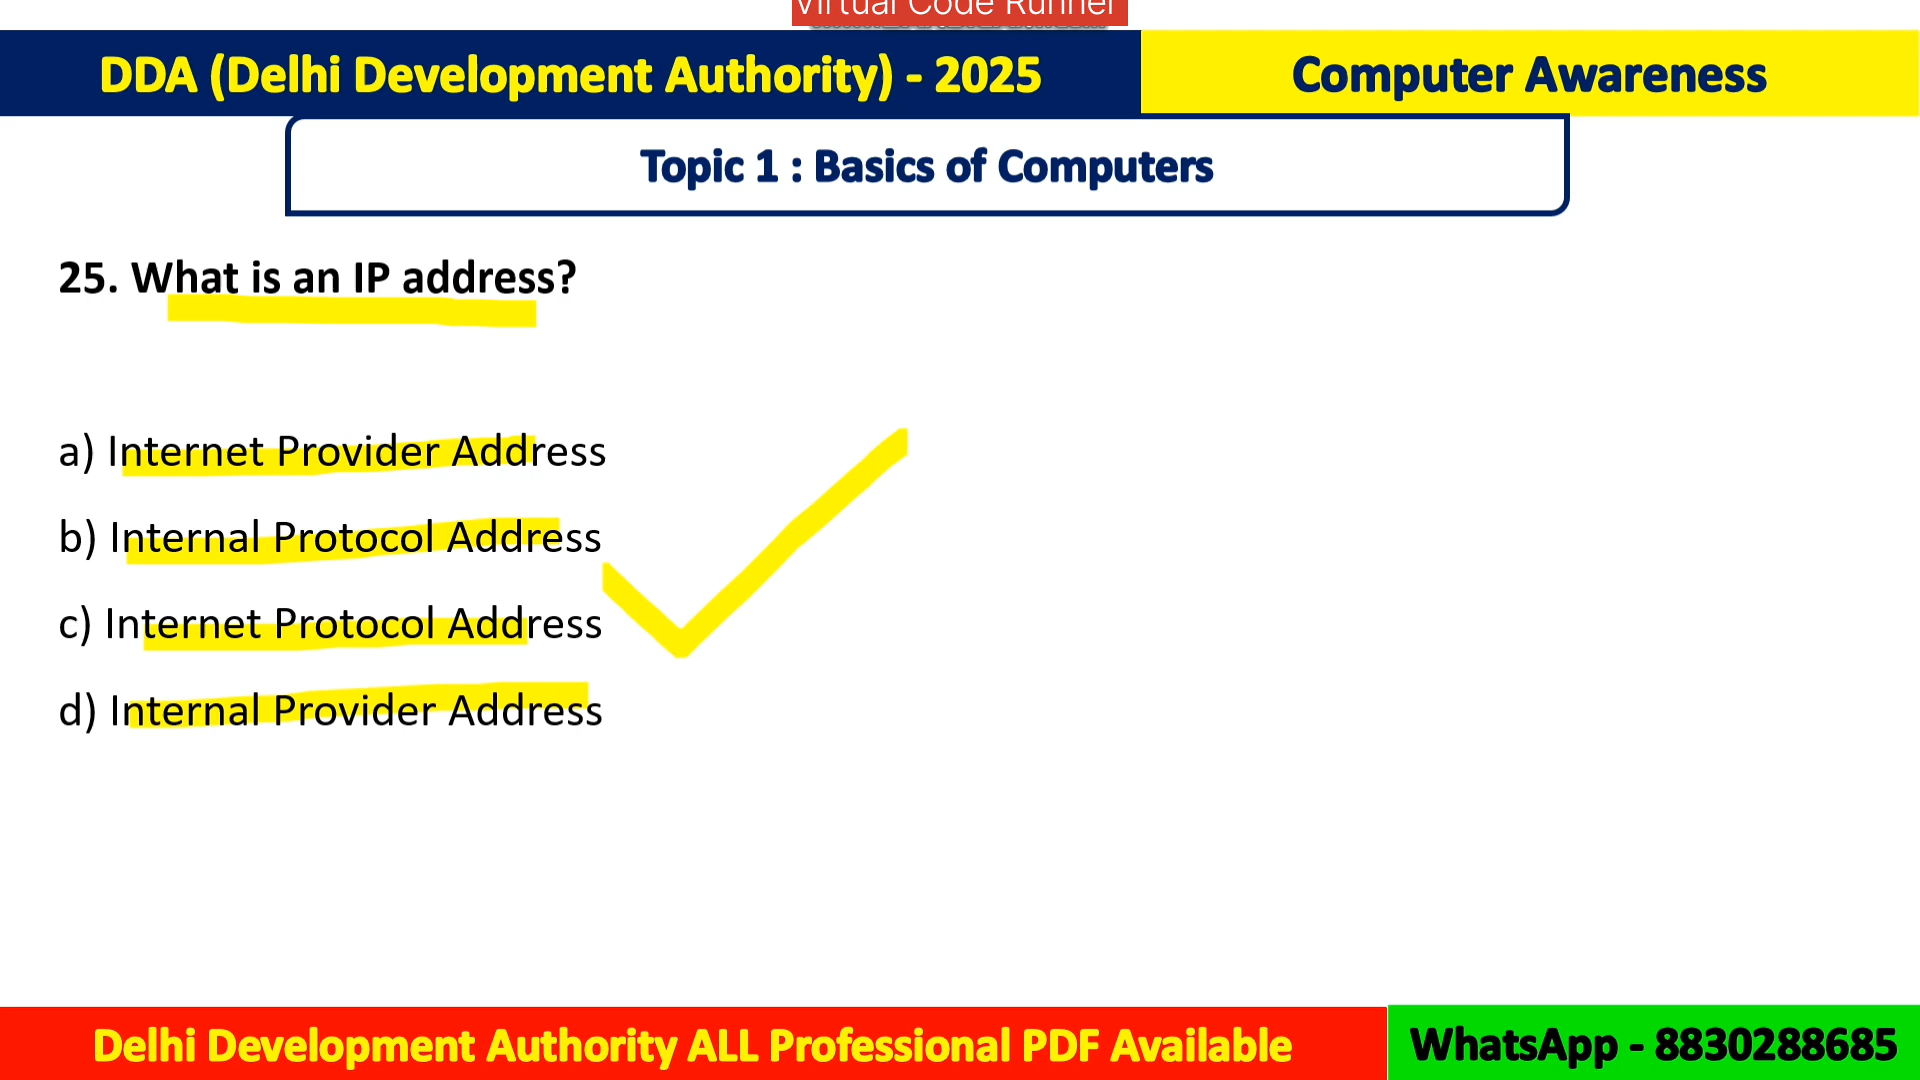 Virtual Code Runner
DDA (Delhi Development Authority) - 2025
Computer Awareness
Topic 1 : Basics of Computers
25. What is an IP address?
a) Internet Provider Address
b) Internal Protocol Address
c) Internet Protocol Address
d) Internal Provider Address
Delhi Development Authority ALL Professional PDF Available
WhatsApp - 8830288685